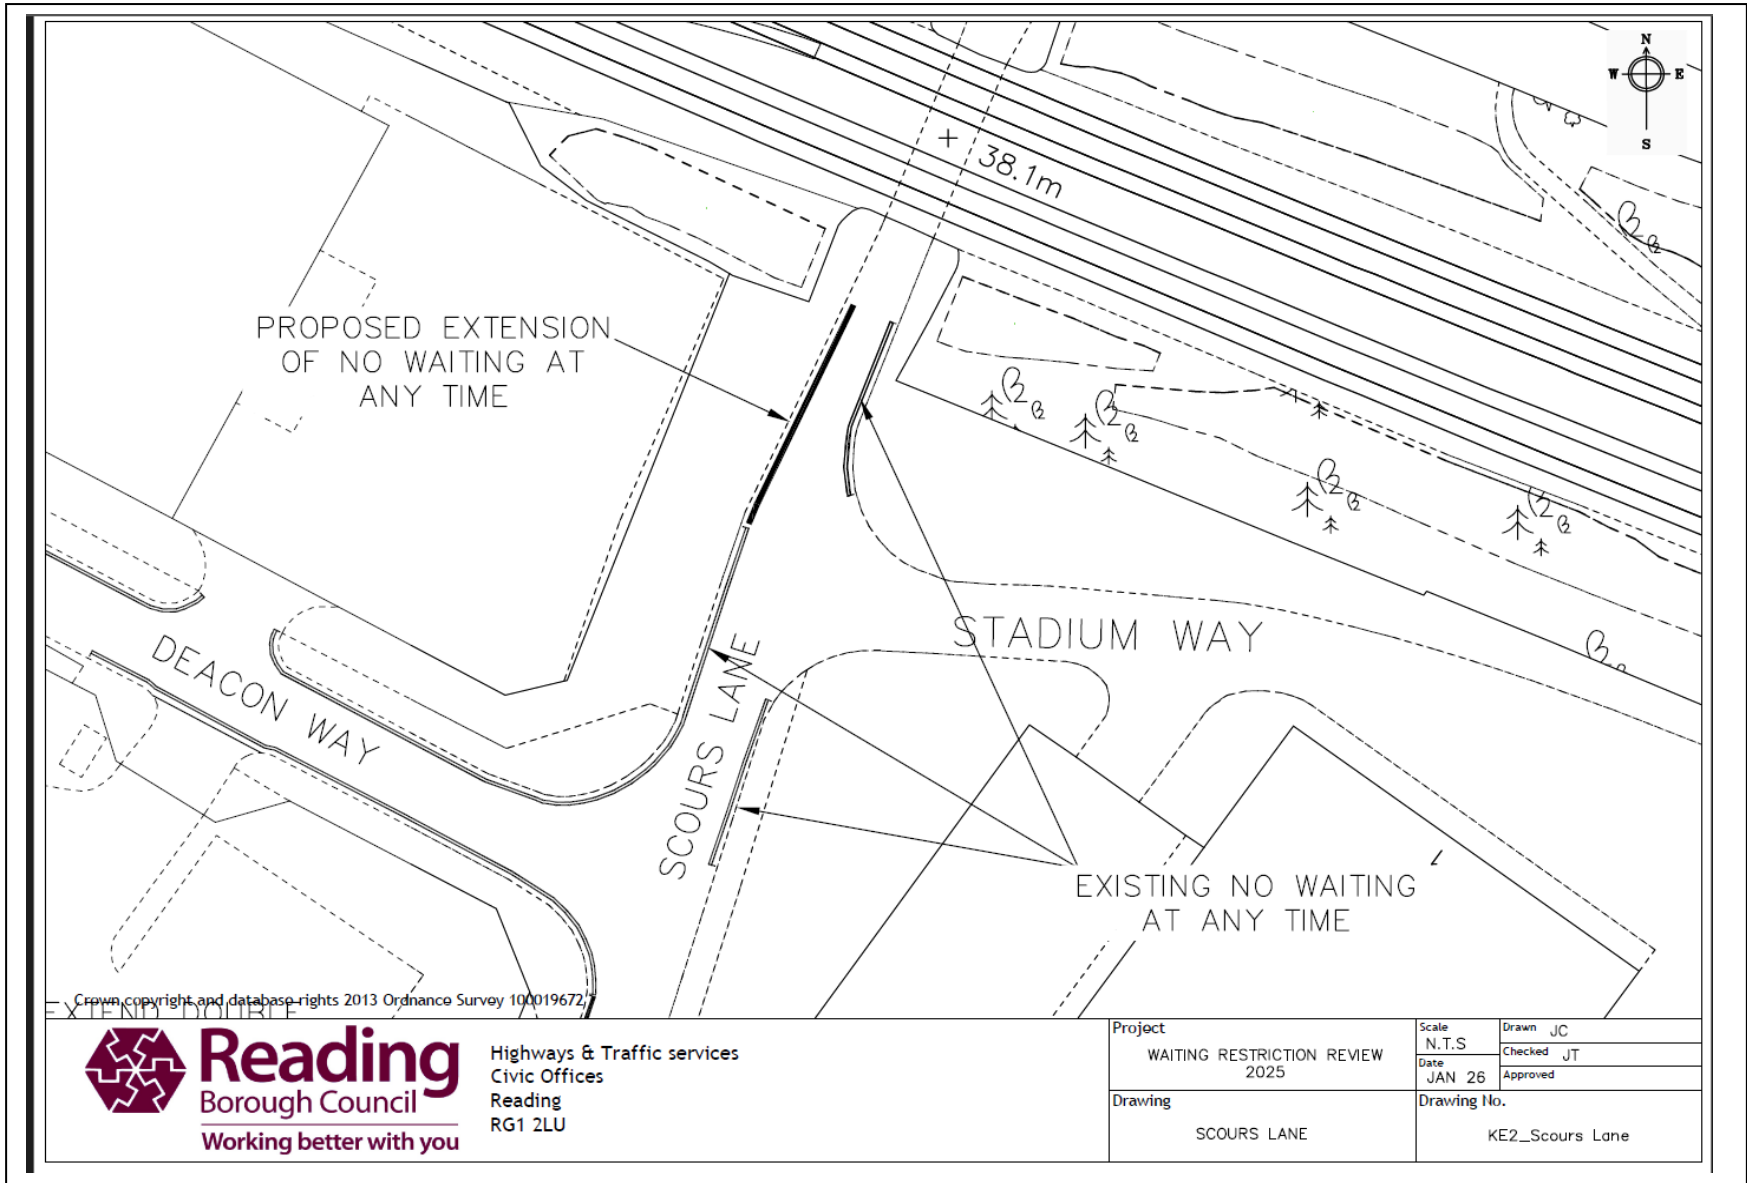 N
W E
S
38.1m
PROPOSED EXTENSION
OF NO WAITING AT
ANY TIME
STADIUM WAY
DEACON WAY
SCOURS LANE
EXISTING NO WAITING
AT ANY TIME
1
Crown copyright and database rights 2013 Ordnance Survey 100019672
EXTEND DOUBLE
Reading
Borough Council
Working better with you
Highways & Traffic services
Civic Offices
Reading
RG1 2LU
Project
WAITING RESTRICTION REVIEW
2025
Drawing
SCOURS LANE
Scale
N.T.S
Date
JAN 26
Drawn JC
Checked JT
Approved
Drawing No.
KE2_Scours Lane